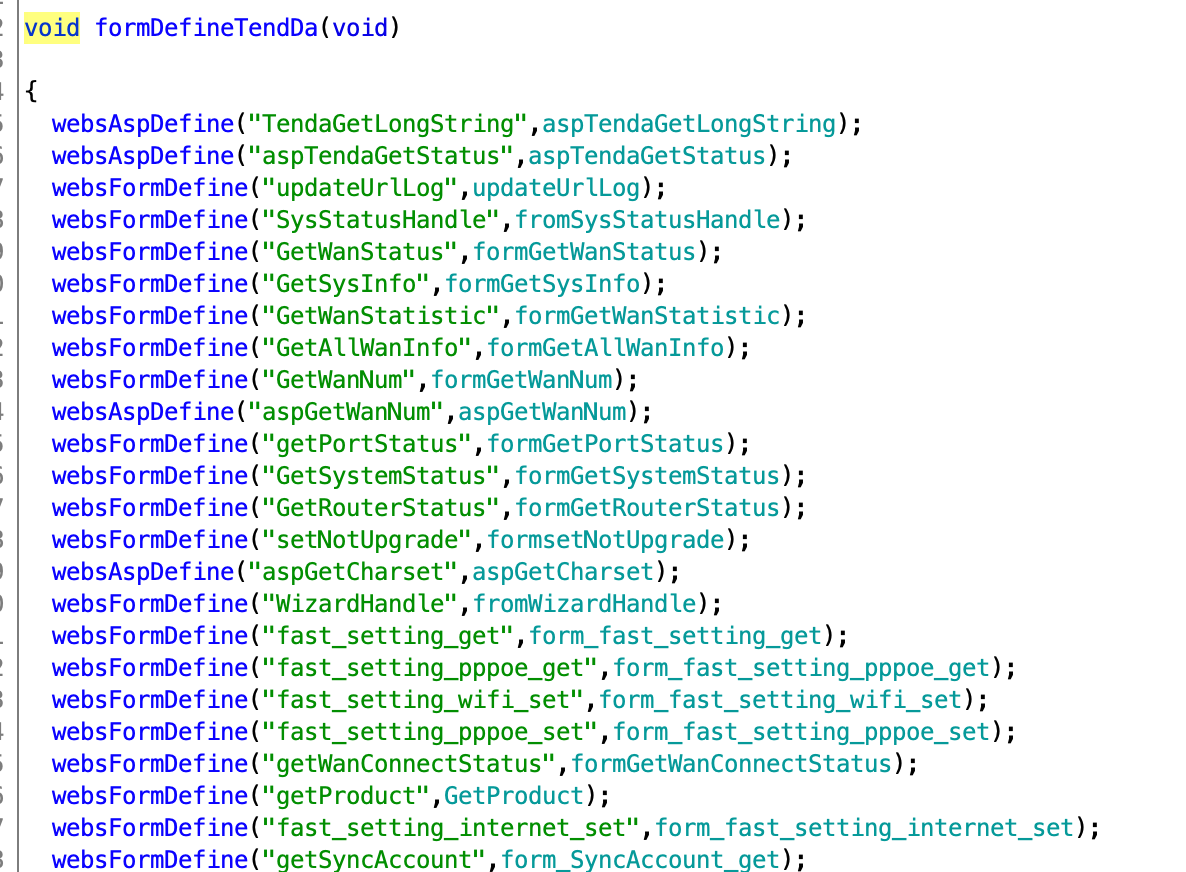 void formDefineTendDa(void)
{
websAspDefine("TendaGetLongString",aspTendaGetLongString);
websAspDefine("aspTendaGetStatus",aspTendaGetStatus);
websFormDefine("updateUrlLog",updateUrlLog);
websFormDefine("SysStatusHandle",fromSysStatusHandle);
websFormDefine("GetWanStatus",formGetWanStatus);
websFormDefine("GetSysInfo",formGetSysInfo);
websFormDefine("GetWanStatistic",formGetWanStatistic);
websFormDefine("GetAllWanInfo",formGetAllWanInfo);
websFormDefine("GetWanNum",formGetWanNum);
websAspDefine("aspGetWanNum",aspGetWanNum);
websFormDefine("getPortStatus",formGetPortStatus);
websFormDefine("GetSystemStatus",formGetSystemStatus);
websFormDefine("GetRouterStatus",formGetRouterStatus);
websFormDefine("setNotUpgrade",formsetNotUpgrade);
websAspDefine("aspGetCharset",aspGetCharset);
websFormDefine("WizardHandle",fromWizardHandle);
websFormDefine("fast_setting_get",form_fast_setting_get);
websFormDefine("fast_setting_pppoe_get",form_fast_setting_pppoe_get);
websFormDefine("fast_setting_wifi_set",form_fast_setting_wifi_set);
websFormDefine("fast_setting_pppoe_set",form_fast_setting_pppoe_set);
websFormDefine("getWanConnectStatus",formGetWanConnectStatus);
websFormDefine("getProduct",GetProduct);
websFormDefine("fast_setting_internet_set",form_fast_setting_internet_set);
websFormDefine("getSyncAccount",form_SyncAccount_get);